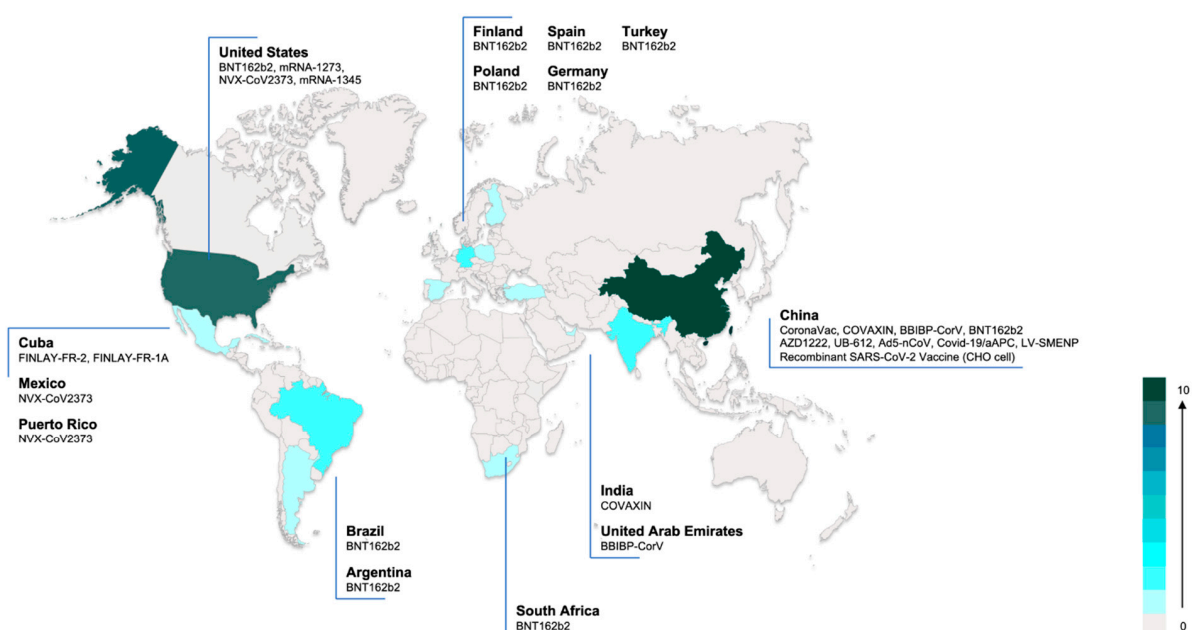 United States
BNT162b2, mRNA-1273,
NVX-CoV2373, mRNA-1345
Finland
BNT162b2
Spain
BNT162b2
Turkey
BNT162b2
Poland
BNT162b2
Germany
BNT162b2
Cuba
FINLAY-FR-2, FINLAY-FR-1A
Mexico
NVX-CoV2373
Puerto Rico
NVX-CoV2373
China
CoronaVac, COVAXIN, BBIBP-CorV, BNT162b2
AZD1222, UB-612, Ad5-nCoV, Covid-19/aAPC, LV-SMENP
Recombinant SARS-CoV-2 Vaccine (CHO cell)
Brazil
BNT162b2
Argentina
BNT162b2
India
COVAXIN
United Arab Emirates
BBIBP-CorV
South Africa
BNT162b2
10
0